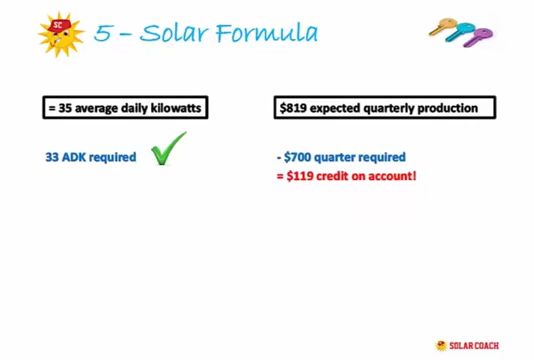 SC
5 – Solar Formula
= 35 average daily kilowatts
$819 expected quarterly production
33 ADK required
- $700 quarter required
= $119 credit on account!
SOLAR COACH